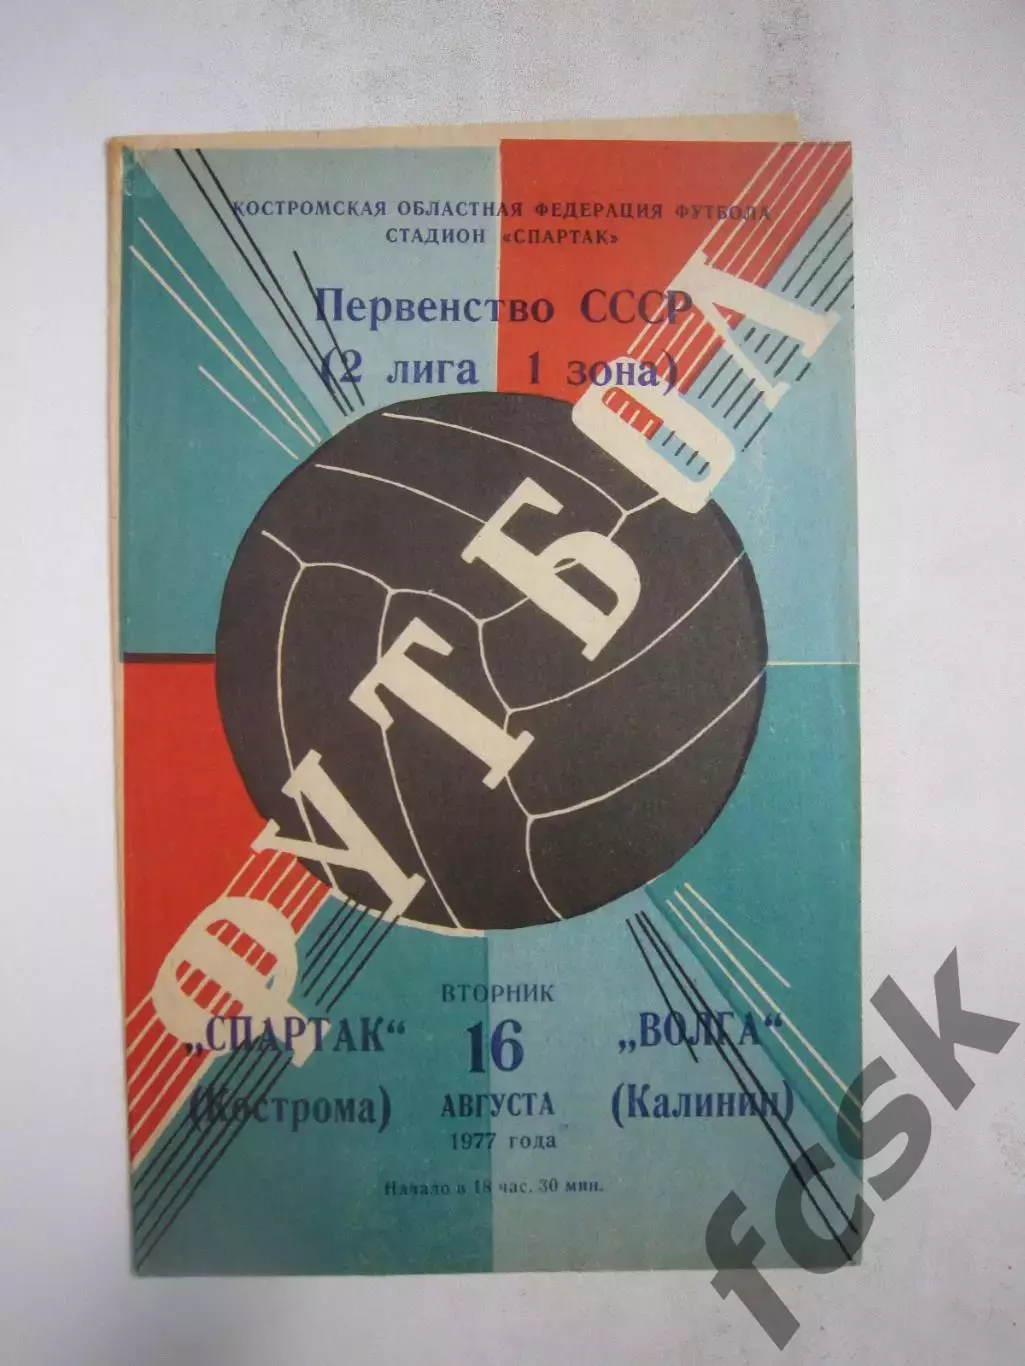 КОСТРОМСКАЯ ОБЛАСТНАЯ ФЕДЕРАЦИЯ ФУТБОЛА
СТАДИОН «СПАРТАК»
Первенство СССР
(2 лига 1 зона)
ФУТБОЛ
ВТОРНИК
„СПАРТАК“ 16 „ВОЛГА“
(Кострома) АВГУСТА (Калинин)
1977 года
Начало в 18 час. 30 мин.
fcsk